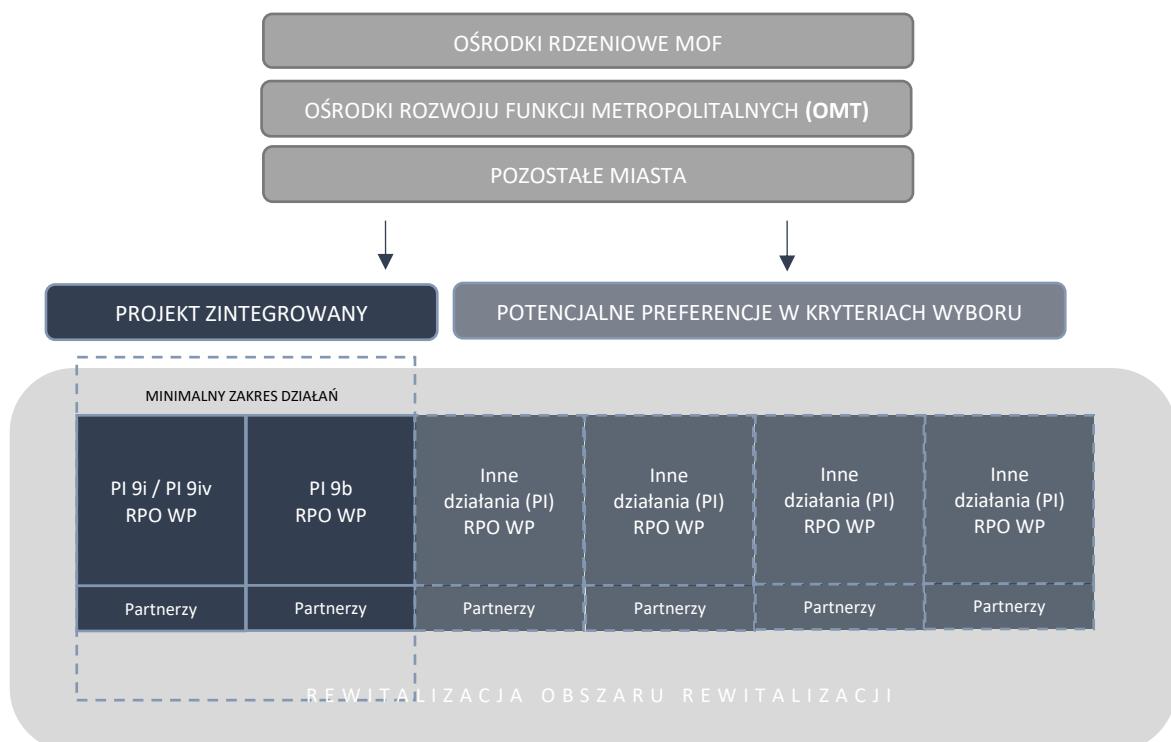 OŚRODKI RDZENIOWE MOF
OŚRODKI ROZWOJU FUNKCJI METROPOLITALNYCH (OMT)
POZOSTAŁE MIASTA
PROJEKT ZINTEGROWANY
POTENCJALNE PREFERENCJE W KRYTERIACH WYBORU
MINIMALNY ZAKRES DZIAŁAŃ
PI 9i / PI 9iv
RPO WP
PI 9b
RPO WP
Inne
działania (PI)
RPO WP
Inne
działania (PI)
RPO WP
Inne
działania (PI)
RPO WP
Inne
działania (PI)
RPO WP
Partnerzy
Partnerzy
Partnerzy
Partnerzy
Partnerzy
Partnerzy
REWITALIZACJA OBSZARU REWITALIZACJI